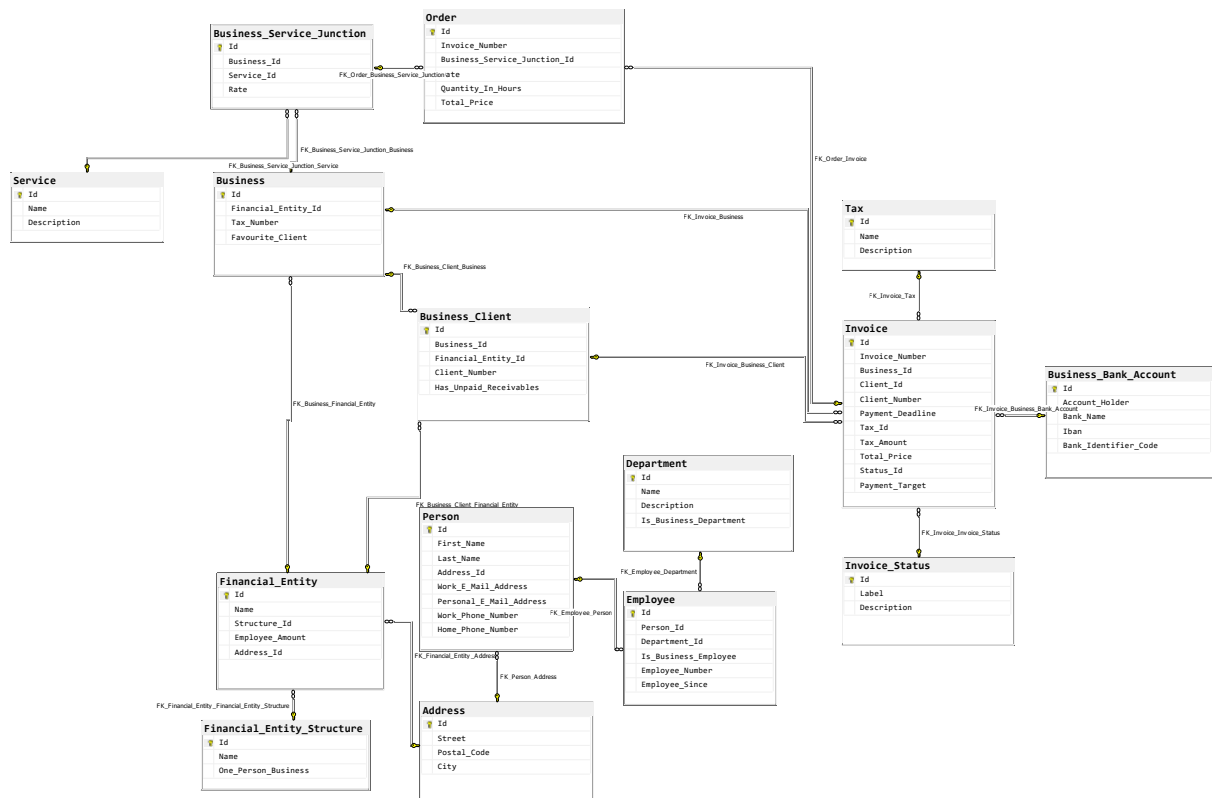 Order
Id
Invoice_Number
Business_Service_Junction_Id
Quantity_In_Hours
Total_Price
Business_Service_Junction
Id
Business_Id
Service_Id
Rate
FK_Order_Business_Service_Junction
FK_Business_Service_Junction_Business
FK_Business_Service_Junction_Service
FK_Order_Invoice
Service
Id
Name
Description
Business
Id
Financial_Entity_Id
Tax_Number
Favourite_Client
FK_Invoice_Business
FK_Business_Client_Business
Tax
Id
Name
Description
FK_Invoice_Tax
Business_Client
Id
Business_Id
Financial_Entity_Id
Client_Number
Has_Unpaid_Receivables
FK_Invoice_Business_Client
Invoice
Id
Invoice_Number
Business_Id
Client_Id
Client_Number
Payment_Deadline
Tax_Id
Tax_Amount
Total_Price
Status_Id
Payment_Target
Business_Bank_Account
Id
Account_Holder
Bank_Name
Iban
Bank_Identifier_Code
FK_Invoice_Business_Bank_Account
FK_Business_Financial_Entity
FK_Business_Client_Financial_Entity
Department
Id
Name
Description
Is_Business_Department
FK_Employee_Department
Person
Id
First_Name
Last_Name
Address_Id
Work_E_Mail_Address
Personal_E_Mail_Address
Work_Phone_Number
Home_Phone_Number
FK_Employee_Person
Employee
Id
Person_Id
Department_Id
Is_Business_Employee
Employee_Number
Employee_Since
FK_Invoice_Invoice_Status
Invoice_Status
Id
Label
Description
Financial_Entity
Id
Name
Structure_Id
Employee_Amount
Address_Id
FK_Financial_Entity_Address
FK_Person_Address
FK_Financial_Entity_Financial_Entity_Structure
Financial_Entity_Structure
Id
Name
One_Person_Business
Address
Id
Street
Postal_Code
City